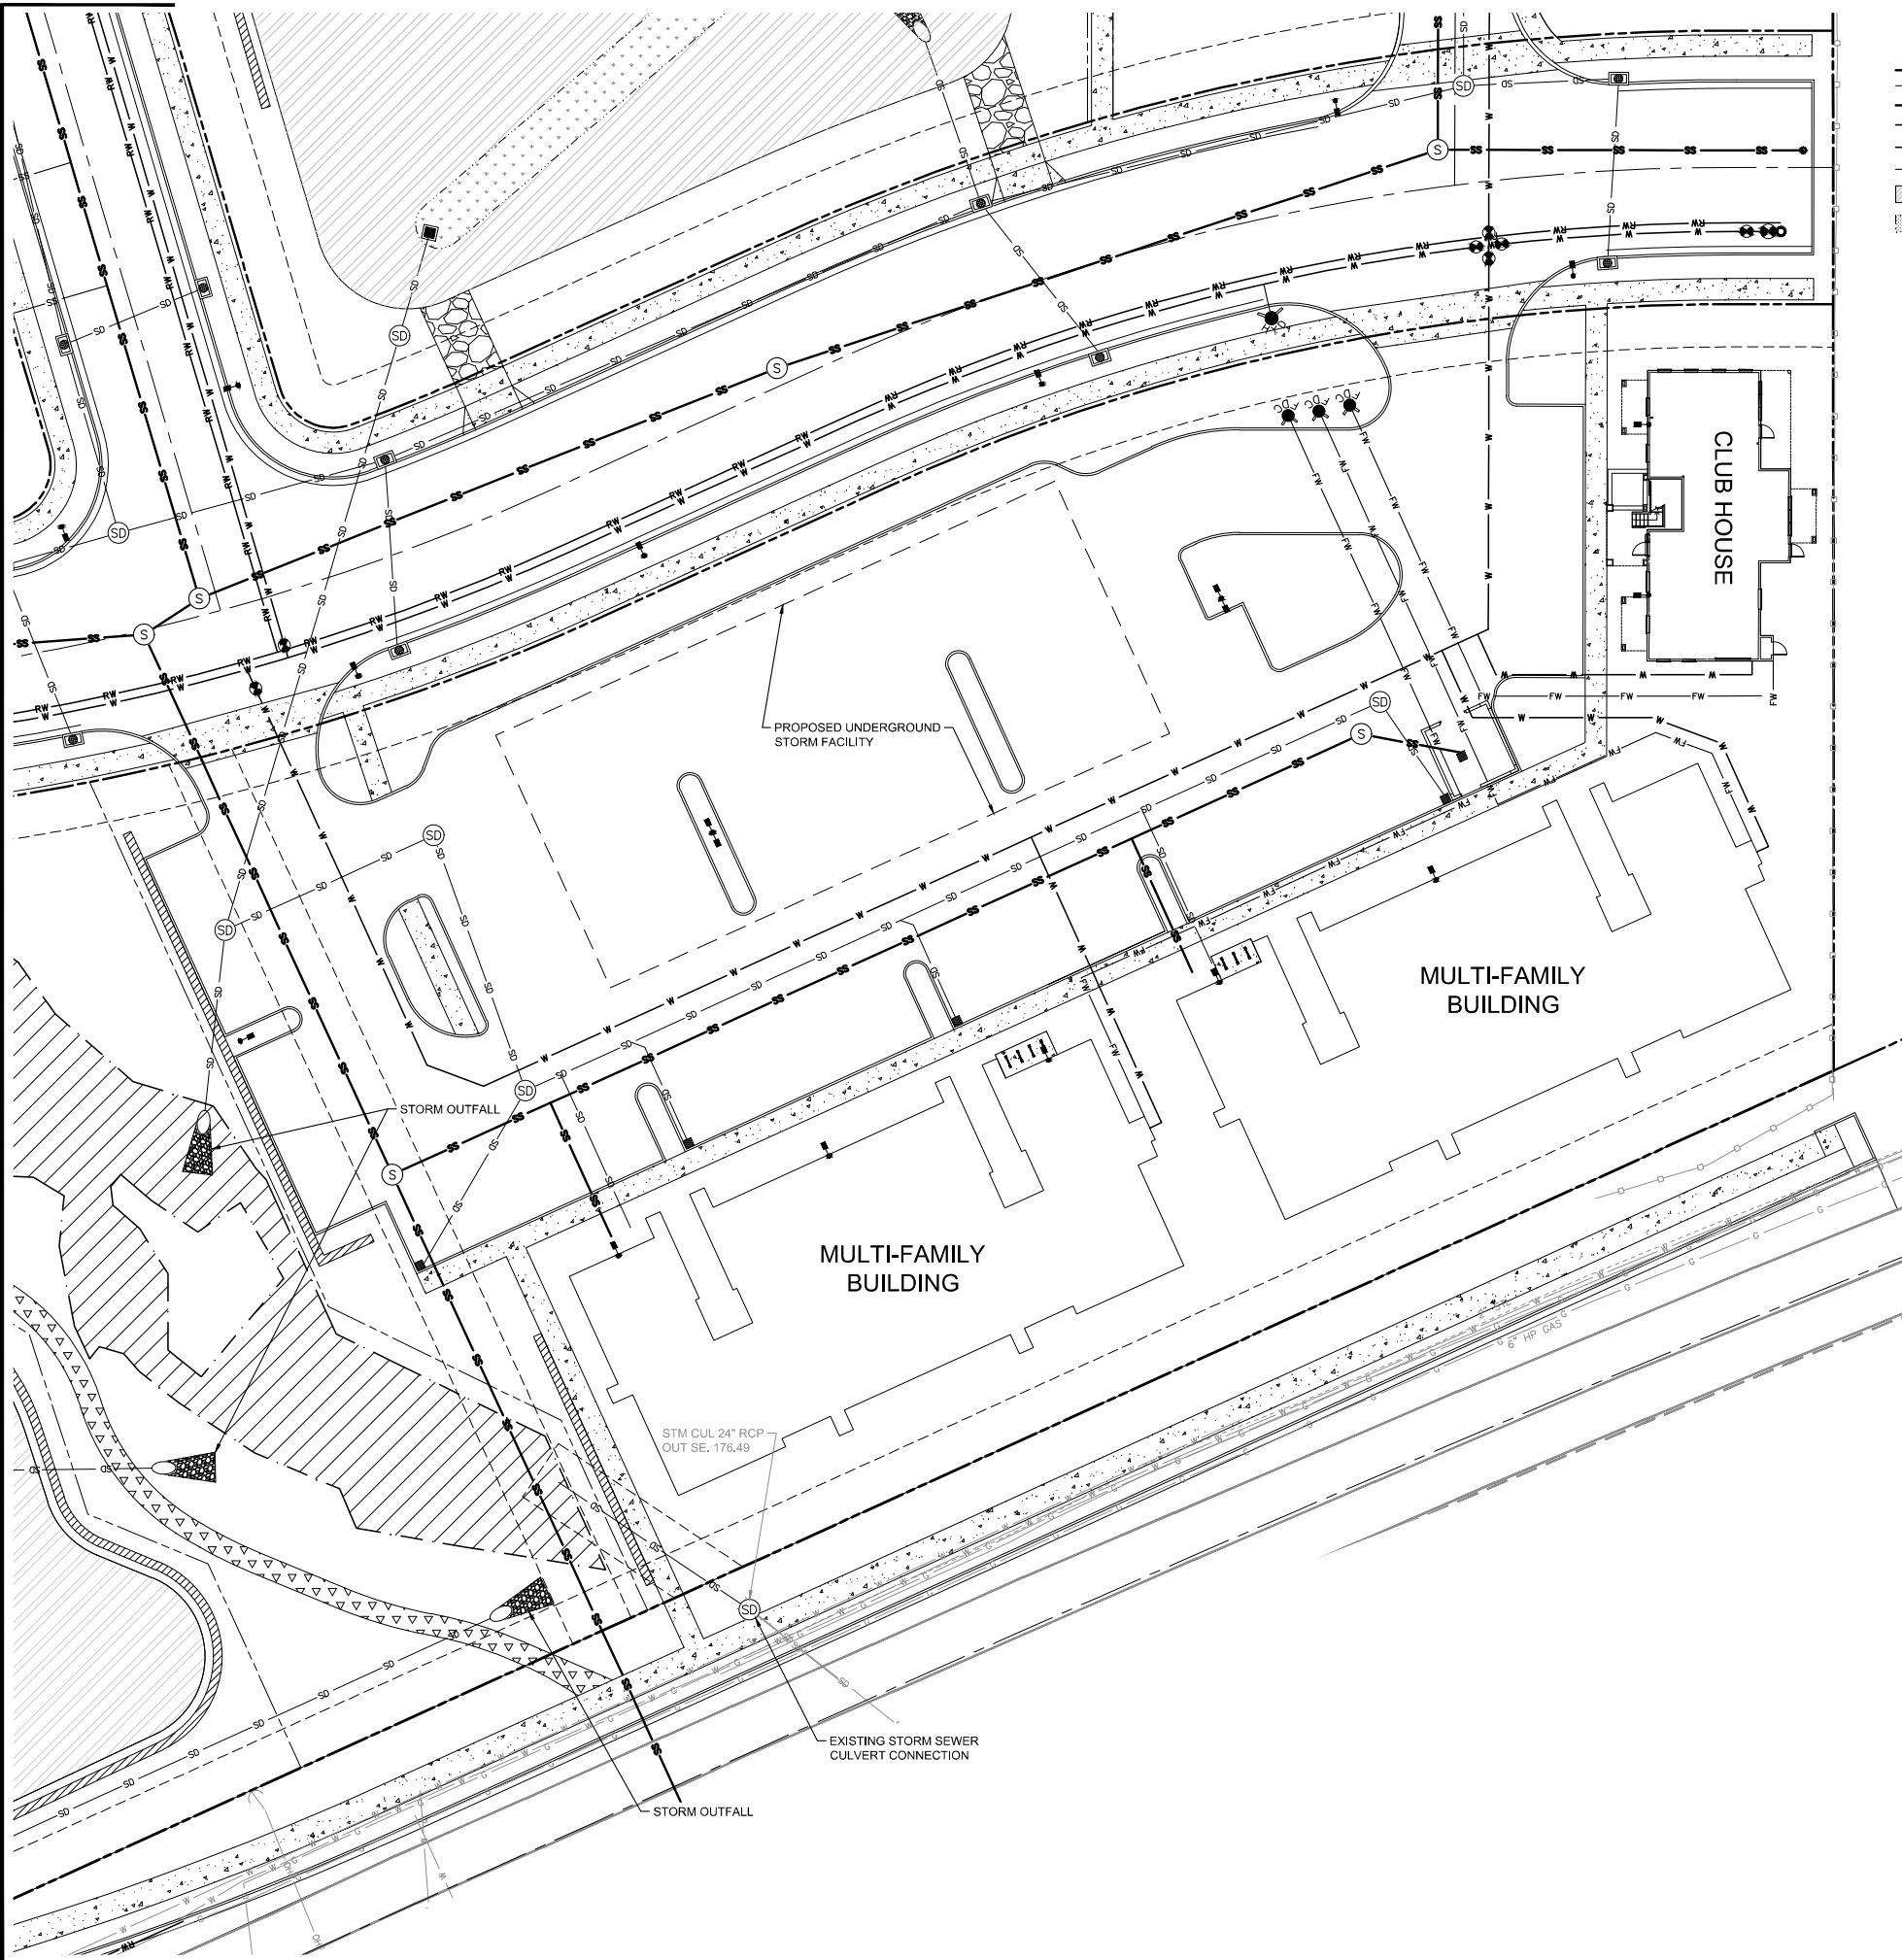 CLUB HOUSE
PROPOSED UNDERGROUND
STORM FACILITY
MULTI-FAMILY
BUILDING
STORM OUTFALL
MULTI-FAMILY
BUILDING
6" HP GAS
STM CUL 24" RCP
OUT SE. 176.49
EXISTING STORM SEWER
CULVERT CONNECTION
STORM OUTFALL